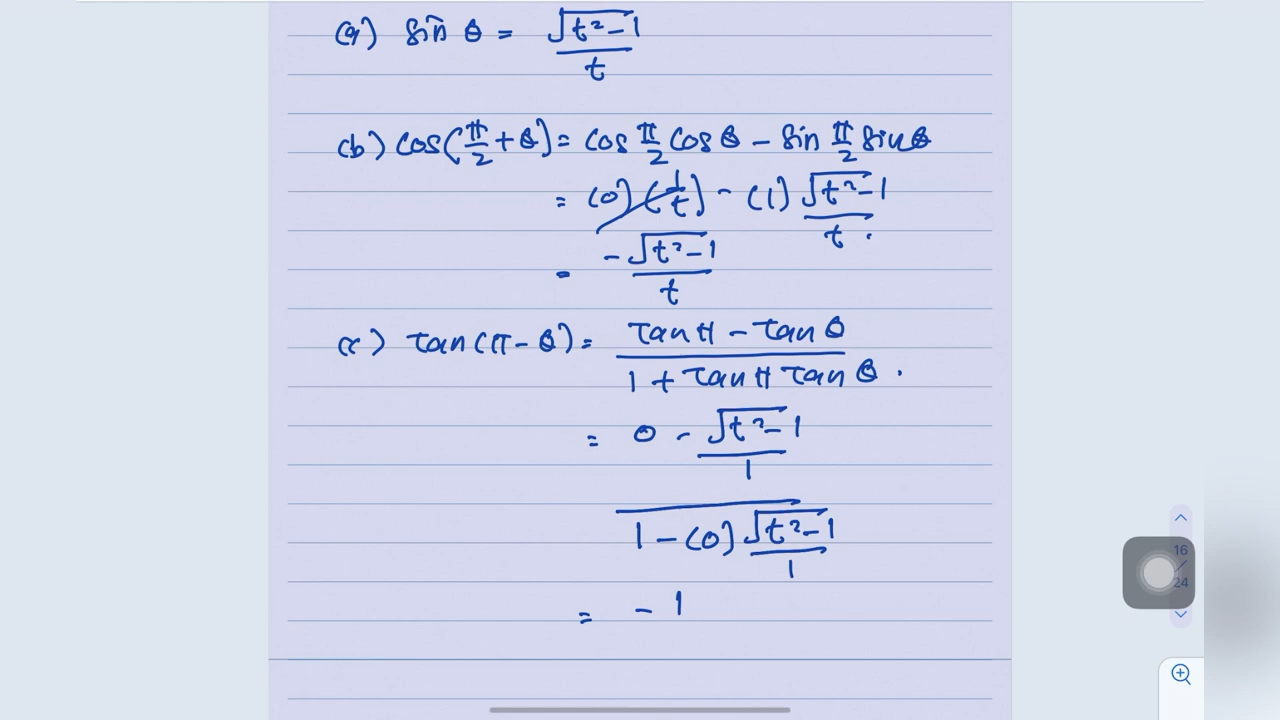 (a) sin θ = √(t²-1) / t
(b) cos(π/2 + θ) = cos π/2 cos θ - sin π/2 sin θ
= (0)(1/t) - (1) √(t²-1) / t.
= -√(t²-1) / t
(c) Tan(π - θ) = (Tan π - Tan θ) / (1 + Tan π Tan θ).
= (0 - √(t²-1) / 1) / (1 - (0) √(t²-1) / 1)
= - 1
16
/
24